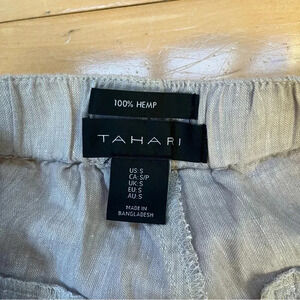 100% HEMP
TAHARI
US:S
CA:S/P
UK:S
EU:S
AU:S
MADE IN
BANGLADESH